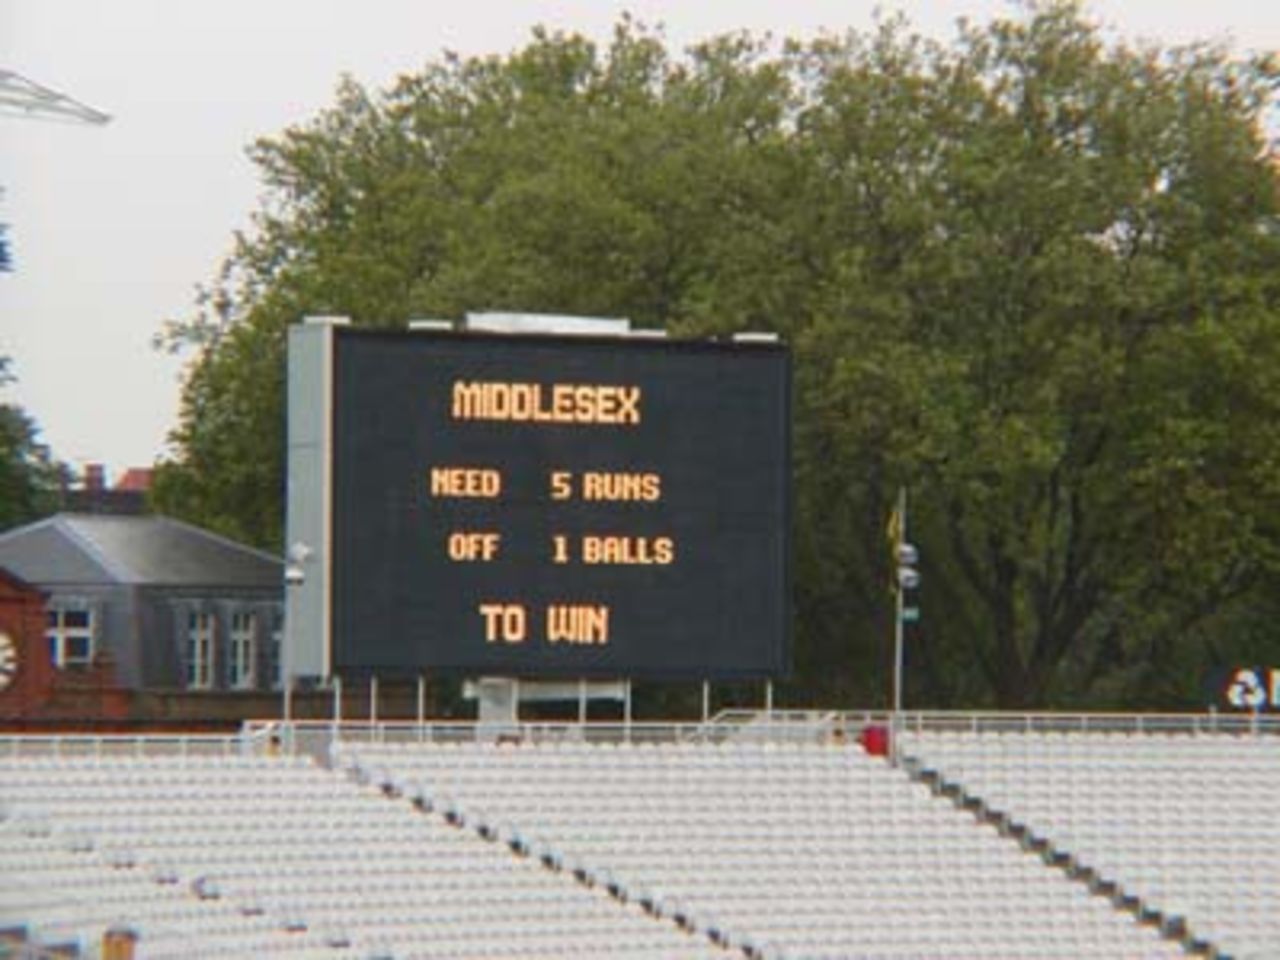 MIDDLESEX
NEED 5 RUNS
OFF 1 BALLS
TO WIN